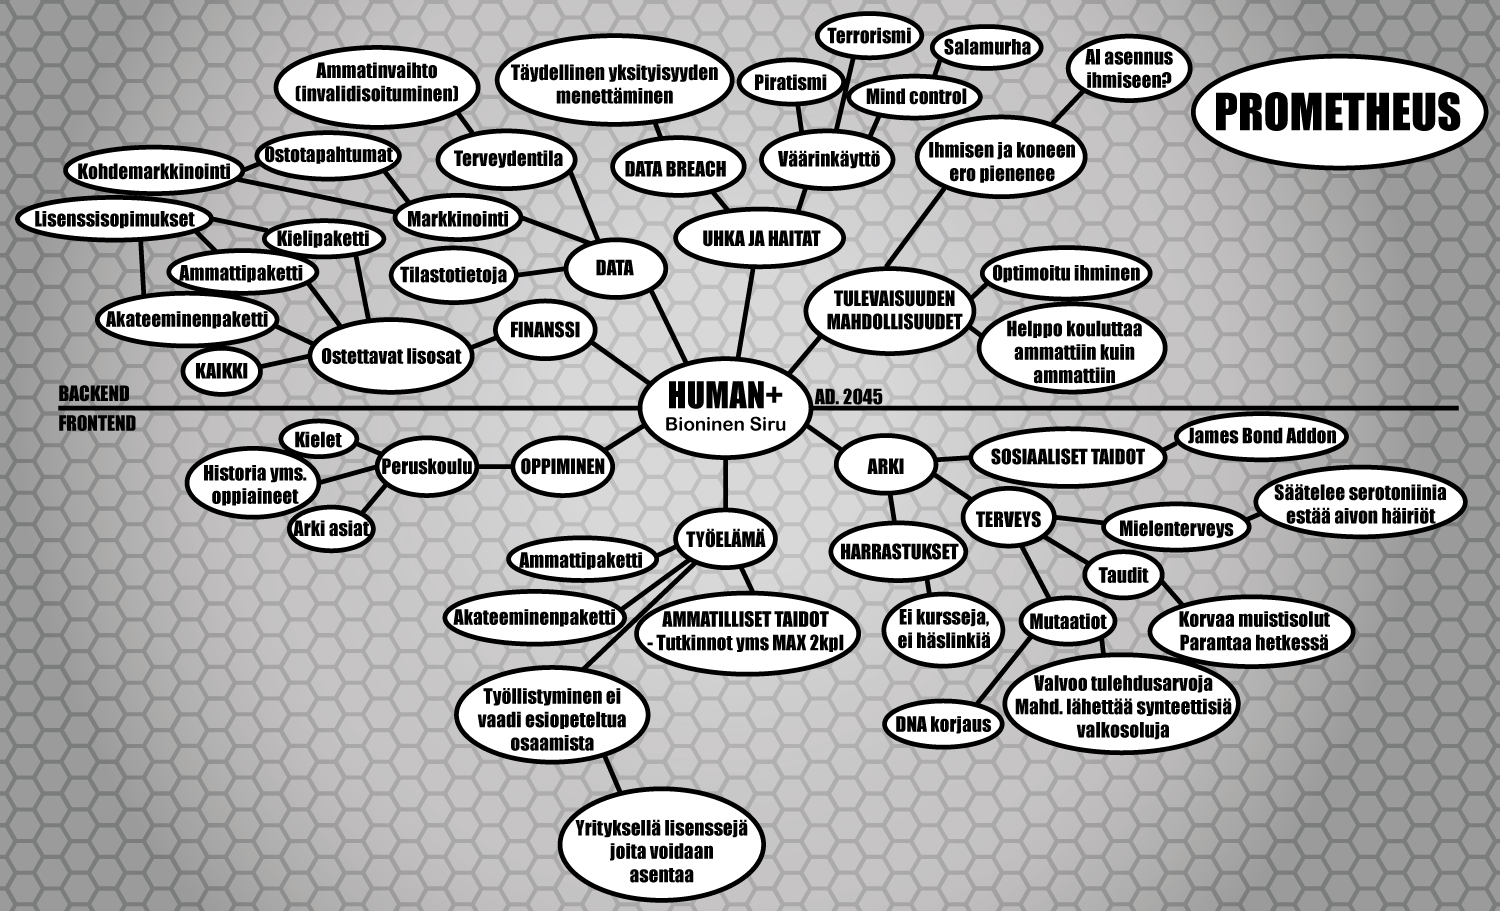 PROMETHEUS
Terrorismi
Salamurha
AI asennus
ihmiseen?
Ammatinvaihto
(invalidisoituminen)
Täydellinen yksityisyyden
menettäminen
Piratismi
Mind control
Kohdemarkkinointi
Ostotapahtumat
Terveydentila
DATA BREACH
Väärinkäyttö
Ihmisen ja koneen
ero pienenee
Lisenssisopimukset
Kielipaketti
Markkinointi
UHKA JA HAITAT
Ammattipaketti
Tilastotietoja
DATA
Optimoitu ihminen
TULEVAISUUDEN
MAHDOLLISUUDET
Akateeminenpaketti
FINANSSI
Helppo kouluttaa
ammattiin kuin
ammattiin
KAIKKI
Ostettavat lisosat
BACKEND
HUMAN+
Bioninen Siru
AD. 2045
FRONTEND
Kielet
Historia yms.
oppiaineet
Arki asiat
Peruskoulu
OPPIMINEN
ARKI
SOSIAALISET TAIDOT
James Bond Addon
TERVEYS
Mielenterveys
Säätelee serotoniinia
estää aivon häiriöt
TYÖELÄMÄ
Ammattipaketti
HARRASTUKSET
Taudit
Akateeminenpaketti
AMMATILLISET TAIDOT
- Tutkinnot yms MAX 2kpl
Ei kursseja,
ei häslinkiä
Mutaatiot
Korvaa muistisolut
Parantaa hetkessä
Työllistyminen ei
vaadi esiopeteltua
osaamista
DNA korjaus
Valvoo tulehdusarvoja
Mahd. lähettää synteettisiä
valkosoluja
Yrityksellä lisenssejä
joita voidaan
asentaa